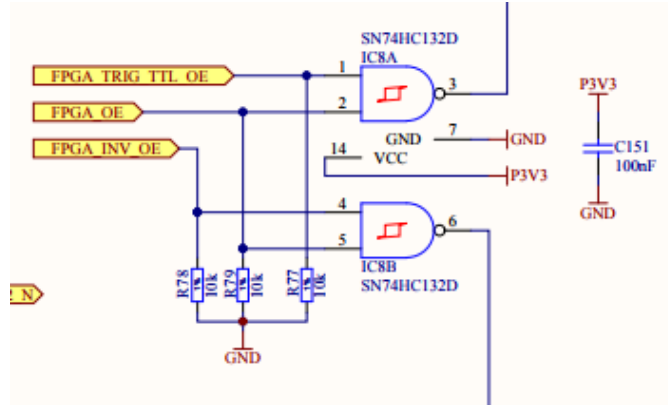 SN74HC132D
IC8A
FPGA_TRIG_TTL_OE
1
3
P3V3
FPGA_OE
2
GND
7
GND
C151
100nF
FPGA_INV_OE
14
VCC
P3V3
GND
4
6
5
IC8B
SN74HC132D
R78
10k
R79
10k
R77
10k
2_N
GND